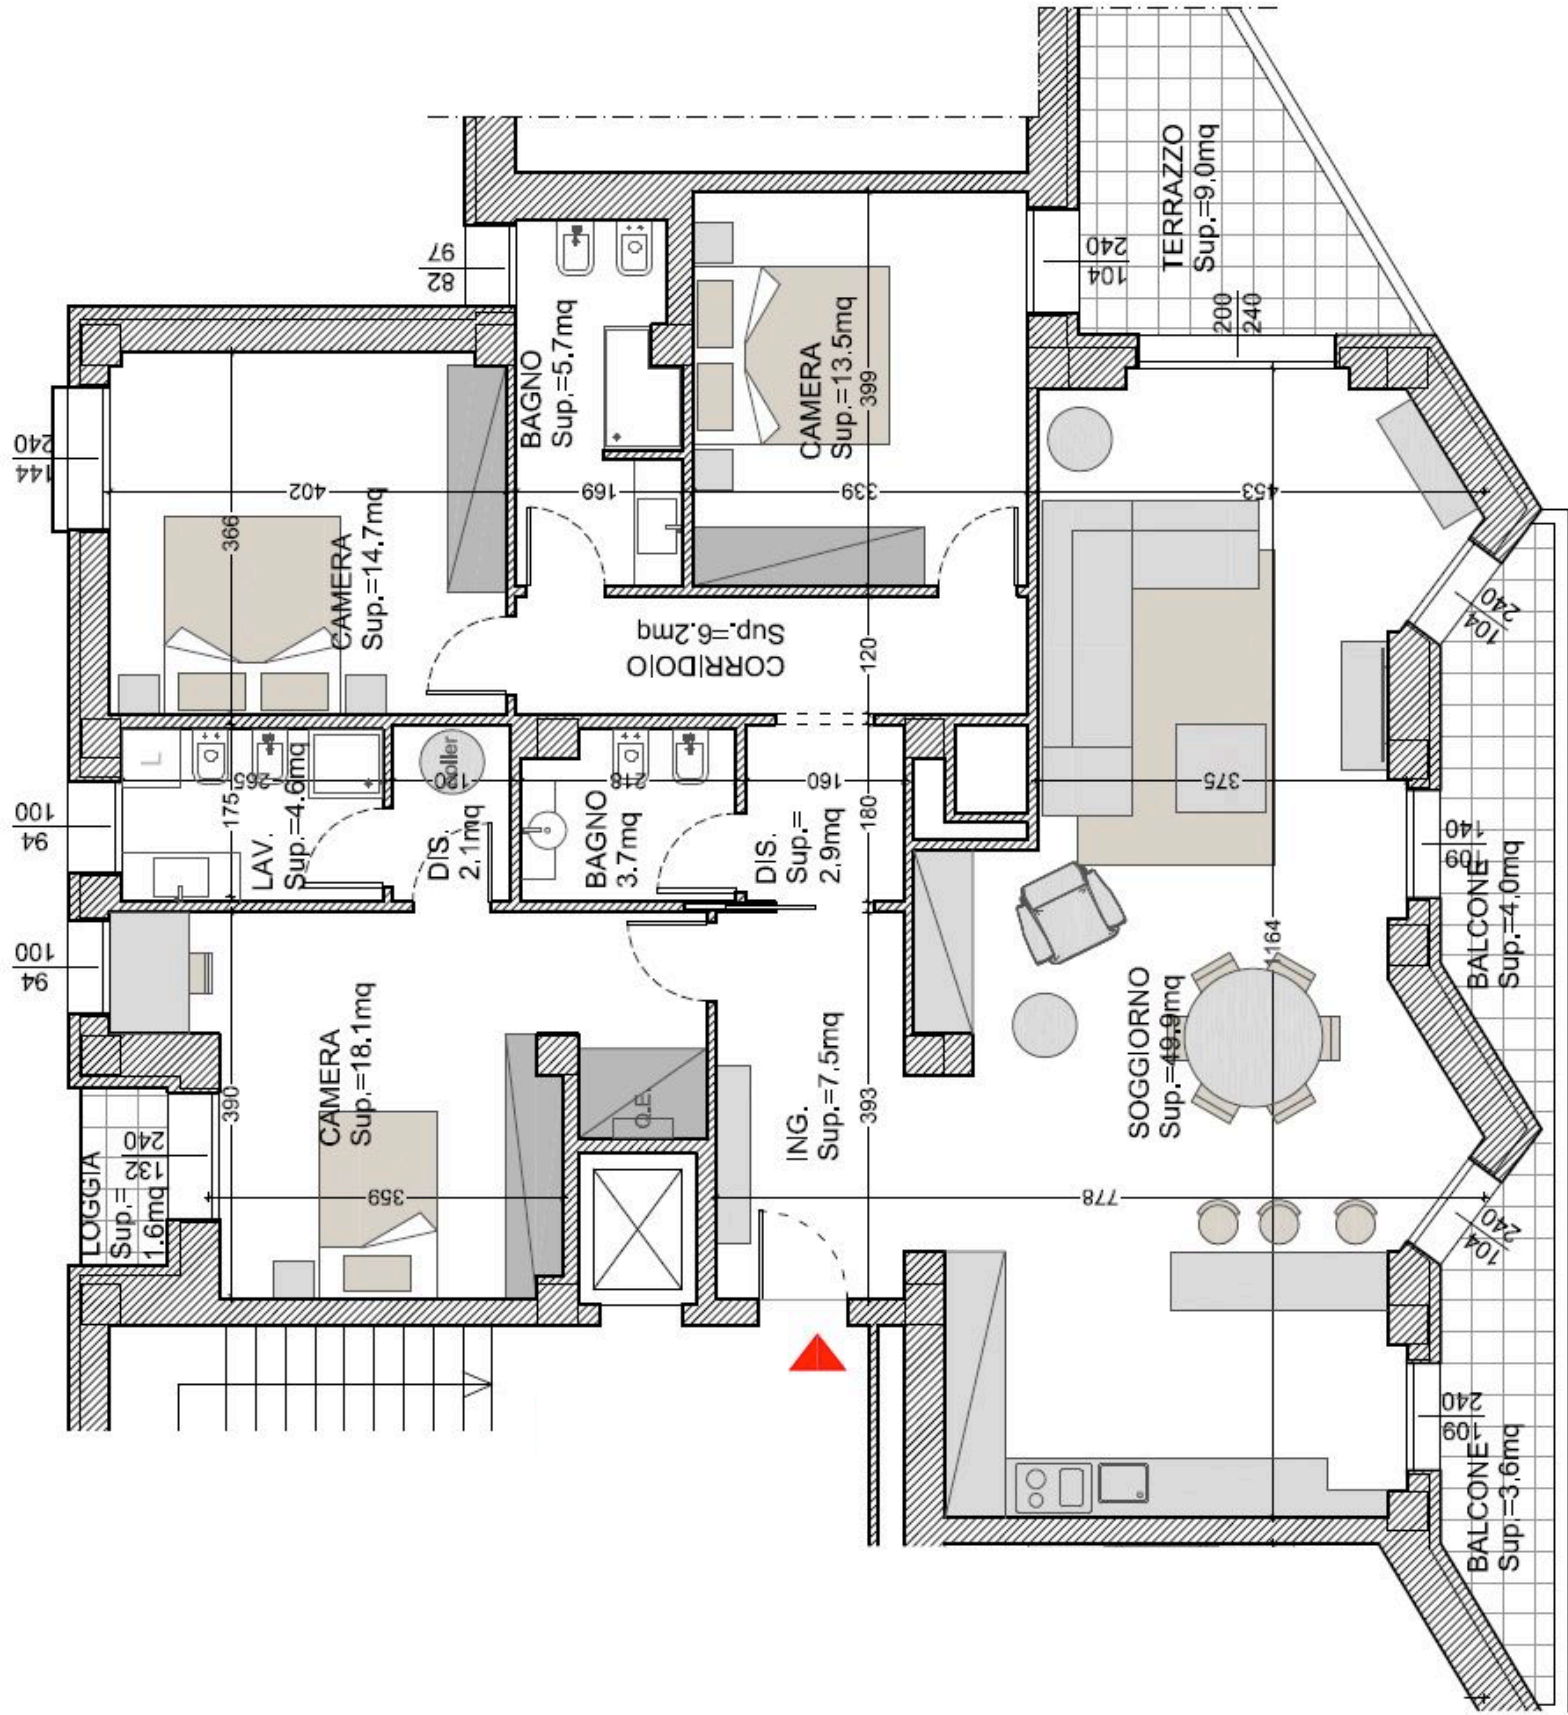 TERRAZZO
Sup.=9,0mq
240
104
200
240
97
82
BAGNO
Sup.=5.7mq
CAMERA
Sup.=13.5mq
399
240
144
402
169
339
453
366
CAMERA
Sup.=14.7mq
CORRIDOIO
Sup.=6.2mq
120
240
104
L
265
120
boiler
218
160
375
100
94
175
LAV.
Sup.=4.6mq
DIS.
2,1mq
BAGNO
3.7mq
DIS.
Sup.=
2,9mq
180
140
109
BALCONE
Sup.=4,0mq
100
94
1164
CAMERA
Sup.=18.1mq
390
Q.E.
ING.
Sup.=7,5mq
393
SOGGIORNO
Sup.=49.9mq
LOGGIA
Sup.=
1.6mq
240
132
359
778
240
104
240
109
BALCONE
Sup.=3,6mq